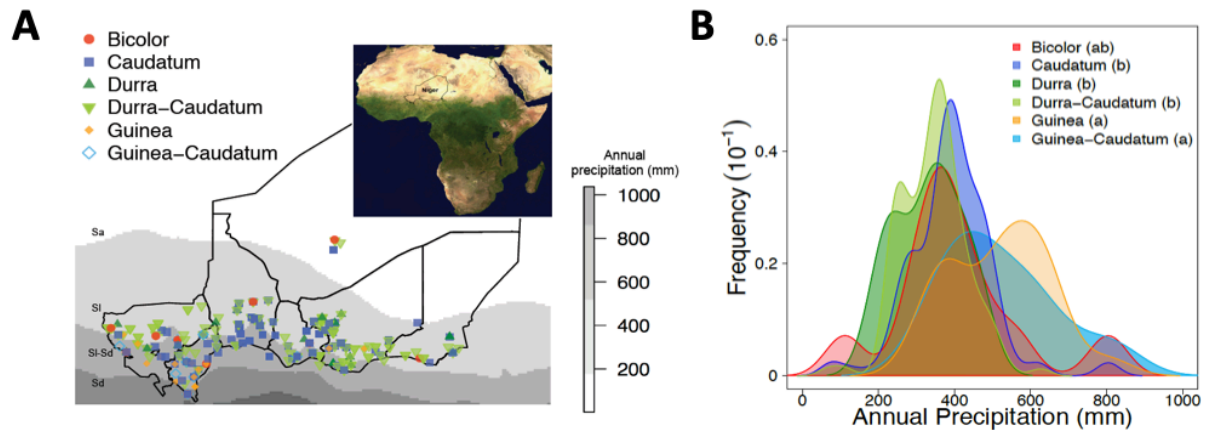 A
Bicolor
Caudatum
Durra
Durra−Caudatum
Guinea
Guinea−Caudatum
Niger
Annual
precipitation (mm)
1000
800
600
400
200
Sa
Sl
Sl-Sd
Sd
B
Frequency (10⁻¹)
0.6
0.4
0.2
0
Bicolor (ab)
Caudatum (b)
Durra (b)
Durra−Caudatum (b)
Guinea (a)
Guinea−Caudatum (a)
0 200 400 600 800 1000
Annual Precipitation (mm)